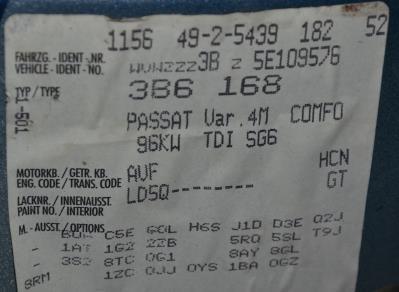 1156 49-2-5439 182 52
FAHRZG.-IDENT-NR.
VEHICLE-IDENT-NO. WVWZZZ3B Z 5E109576
TYP/TYPE 3B6 168
PASSAT Var.4M COMFO
96KW TDI SG6
MOTORKB./GETR.KB.
ENG. CODE/TRANS. CODE AVF HCN
LACKNR./INNENAUSST.
PAINT NO./INTERIOR LD5Q-------- GT
M.-AUSST./OPTIONS
C5E G0L H6S J1D D3E Q2J
- 1AT 1G2 2ZB 5RQ 5SL T9J
- 3S2 8TC 0G1 8AY 8GL
8RM 1ZC 0JJ 0YS 1BA 0GZ